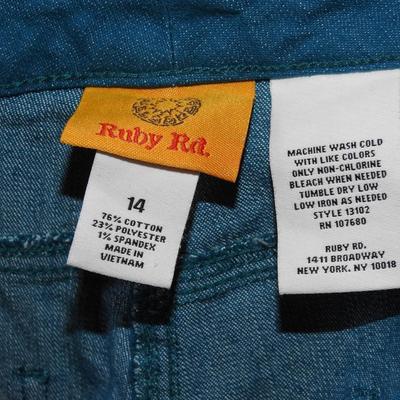 Ruby Rd.
14
76% COTTON
23% POLYESTER
1% SPANDEX
MADE IN
VIETNAM
MACHINE WASH COLD
WITH LIKE COLORS
ONLY NON-CHLORINE
BLEACH WHEN NEEDED
TUMBLE DRY LOW
LOW IRON AS NEEDED
STYLE 13102
RN 107680
RUBY RD.
1411 BROADWAY
NEW YORK. NY 10018